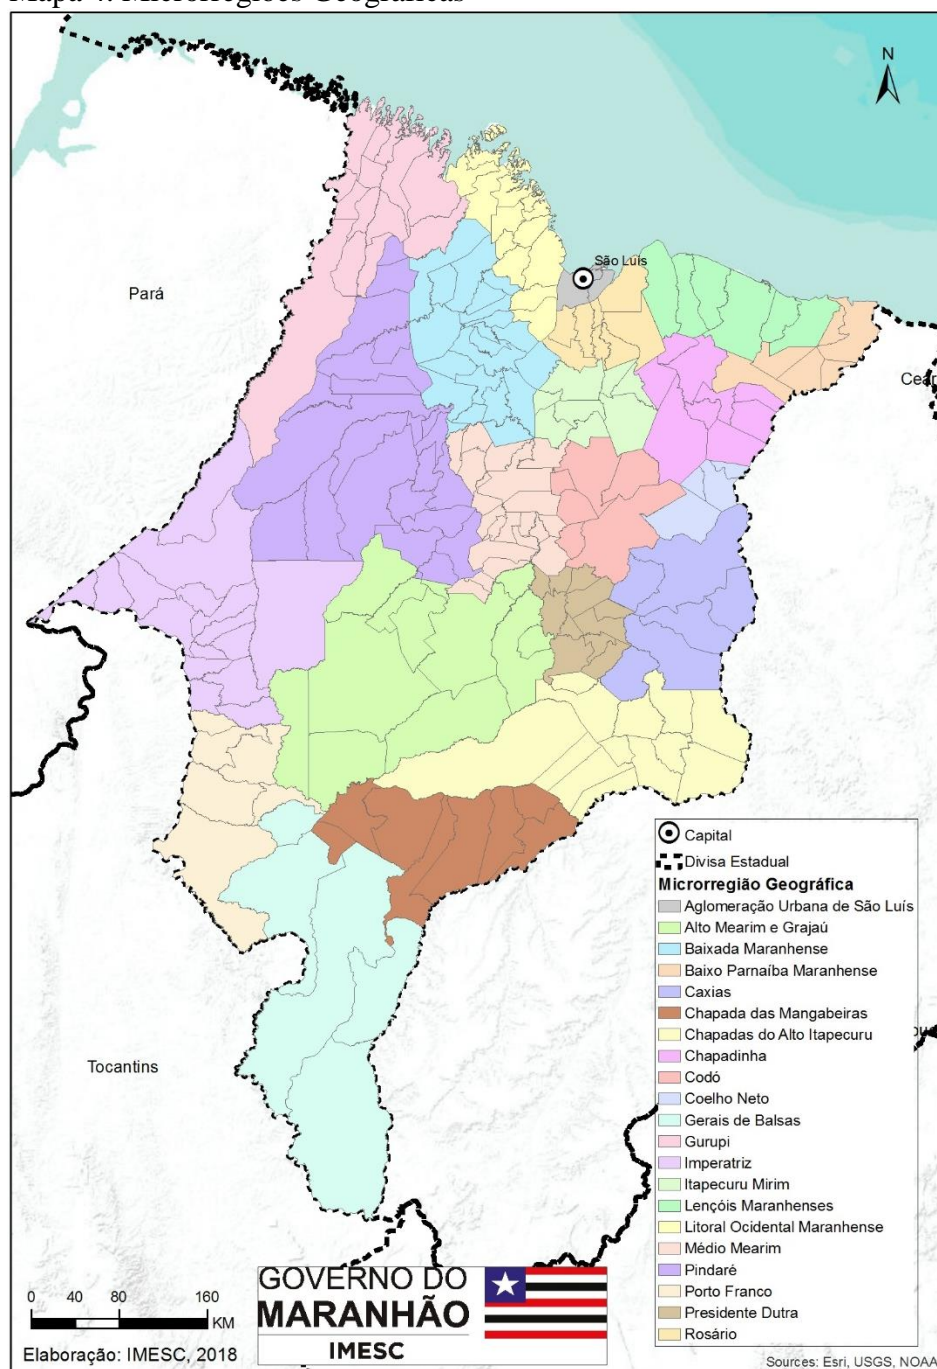 Mapa 4: Microrregiões Geográficas
N
São Luís
Pará
Tocantins
Capital
Divisa Estadual
Microrregião Geográfica
Aglomeração Urbana de São Luís
Alto Mearim e Grajaú
Baixada Maranhense
Baixo Parnaíba Maranhense
Caxias
Chapada das Mangabeiras
Chapadas do Alto Itapecuru
Chapadinha
Codó
Coelho Neto
Gerais de Balsas
Gurupi
Imperatriz
Itapecuru Mirim
Lençóis Maranhenses
Litoral Ocidental Maranhense
Médio Mearim
Pindaré
Porto Franco
Presidente Dutra
Rosário
0 40 80 160
KM
GOVERNO DO
MARANHÃO
IMESC
Elaboração: IMESC, 2018
Sources: Esri, USGS, NOAA